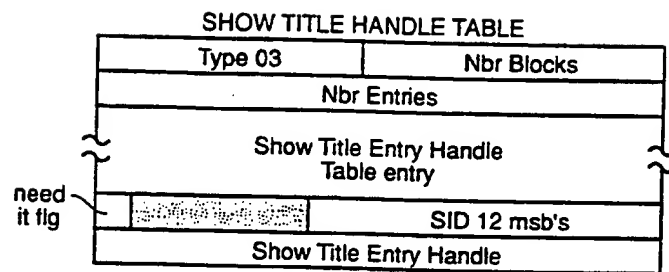 SHOW TITLE HANDLE TABLE
Type 03 Nbr Blocks
Nbr Entries
Show Title Entry Handle
Table entry
need
it flg
SID 12 msb's
Show Title Entry Handle